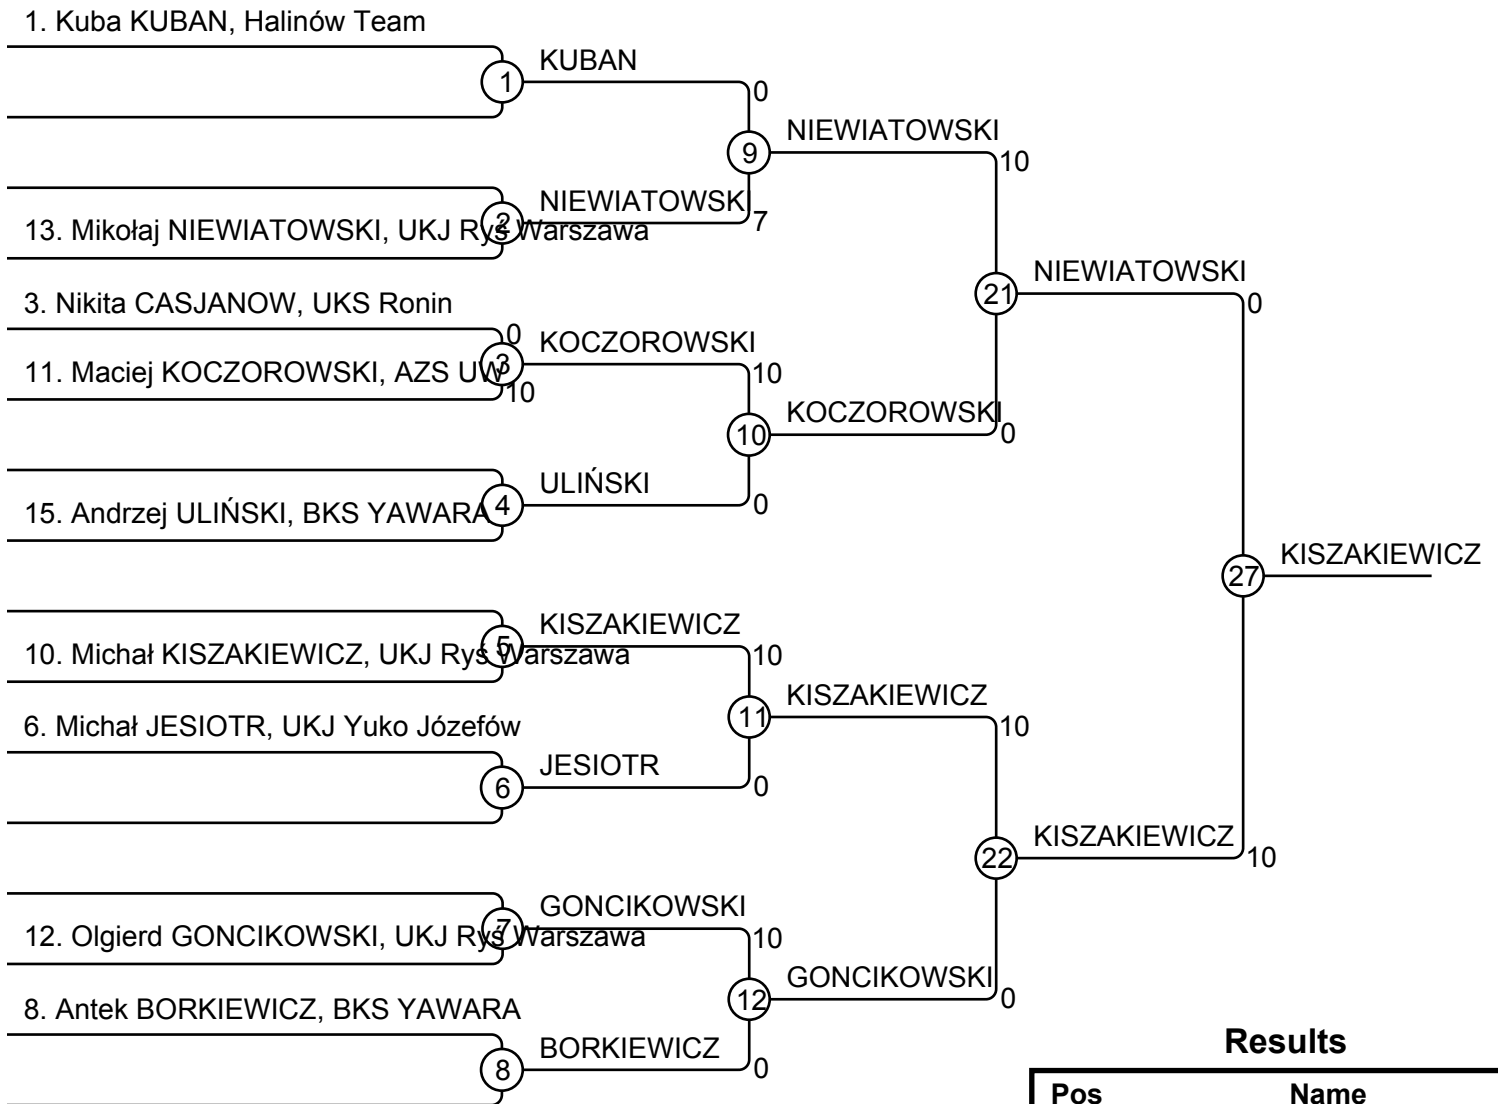 1. Kuba KUBAN, Halinów Team
KUBAN
1
0
NIEWIATOWSKI
9
10
NIEWIATOWSKI
2
7
13. Mikołaj NIEWIATOWSKI, UKJ Ryś Warszawa
NIEWIATOWSKI
21
0
3. Nikita CASJANOW, UKS Ronin
0
KOCZOROWSKI
3
10
11. Maciej KOCZOROWSKI, AZS UW
10
KOCZOROWSKI
10
0
ULIŃSKI
4
0
15. Andrzej ULIŃSKI, BKS YAWARA
KISZAKIEWICZ
27
KISZAKIEWICZ
5
10
10. Michał KISZAKIEWICZ, UKJ Ryś Warszawa
KISZAKIEWICZ
11
10
6. Michał JESIOTR, UKJ Yuko Józefów
JESIOTR
6
0
KISZAKIEWICZ
22
10
GONCIKOWSKI
7
10
12. Olgierd GONCIKOWSKI, UKJ Ryś Warszawa
GONCIKOWSKI
12
0
8. Antek BORKIEWICZ, BKS YAWARA
BORKIEWICZ
8
0
Results
Pos Name